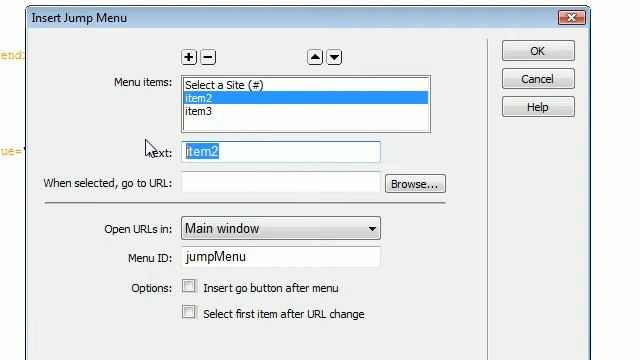 Insert Jump Menu
Menu items:
Select a Site (#)
item2
item3
OK
Cancel
Help
item2
When selected, go to URL:
Browse...
Open URLs in:
Main window
Menu ID:
jumpMenu
Options:
Insert go button after menu
Select first item after URL change